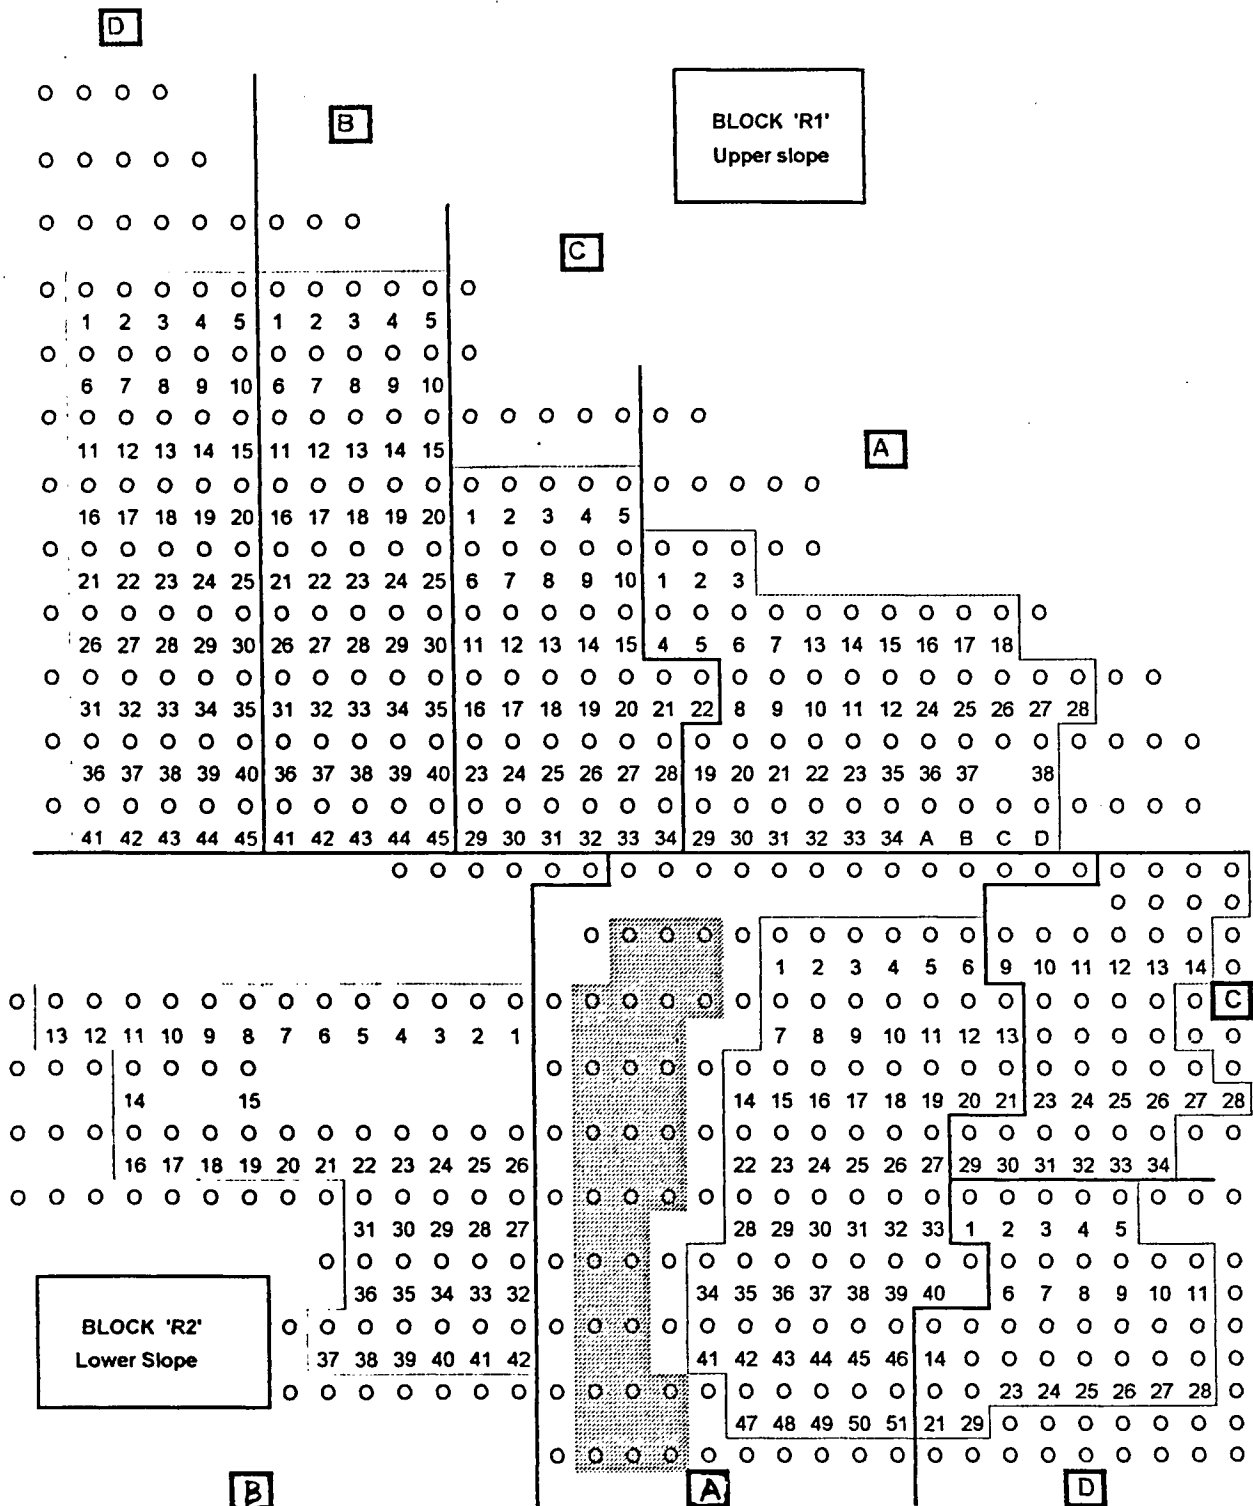 D
B
BLOCK 'R1'
Upper slope
C
1 2 3 4 5 1 2 3 4 5
6 7 8 9 10 6 7 8 9 10
11 12 13 14 15 11 12 13 14 15
A
16 17 18 19 20 16 17 18 19 20 1 2 3 4 5
21 22 23 24 25 21 22 23 24 25 6 7 8 9 10 1 2 3
26 27 28 29 30 26 27 28 29 30 11 12 13 14 15 4 5 6 7 13 14 15 16 17 18
31 32 33 34 35 31 32 33 34 35 16 17 18 19 20 21 22 8 9 10 11 12 24 25 26 27 28
36 37 38 39 40 36 37 38 39 40 23 24 25 26 27 28 19 20 21 22 23 35 36 37 38
41 42 43 44 45 41 42 43 44 45 29 30 31 32 33 34 29 30 31 32 33 34 A B C D
1 2 3 4 5 6 9 10 11 12 13 14
C
13 12 11 10 9 8 7 6 5 4 3 2 1 7 8 9 10 11 12 13
14 15 14 15 16 17 18 19 20 21 23 24 25 26 27 28
16 17 18 19 20 21 22 23 24 25 26 22 23 24 25 26 27 29 30 31 32 33 34
31 30 29 28 27 28 29 30 31 32 33 1 2 3 4 5
36 35 34 33 32 34 35 36 37 38 39 40 6 7 8 9 10 11
BLOCK 'R2'
Lower Slope
37 38 39 40 41 42 41 42 43 44 45 46 14
23 24 25 26 27 28
47 48 49 50 51 21 29
B A D